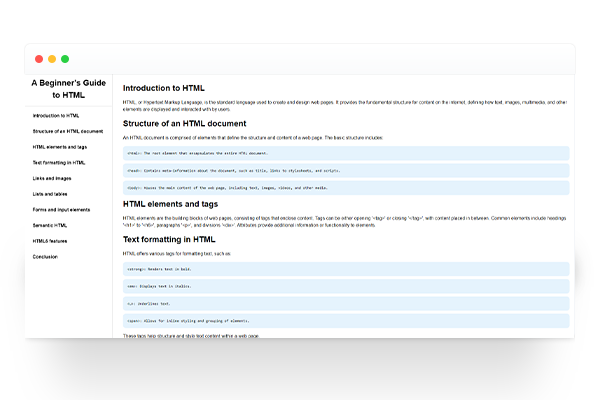 A Beginner's Guide
to HTML
Introduction to HTML
Structure of an HTML document
HTML elements and tags
Text formatting in HTML
Links and images
Lists and tables
Forms and input elements
Semantic HTML
HTML5 features
Conclusion
Introduction to HTML
HTML, or Hypertext Markup Language, is the standard language used to create and design web pages. It provides the fundamental structure for content on the internet, defining how text, images, multimedia, and other
elements are displayed and interacted with by users.
Structure of an HTML document
An HTML document is comprised of elements that define the structure and content of a web page. The basic structure includes:
<html>: The root element that encapsulates the entire HTML document.
<head>: Contains meta-information about the document, such as title, links to stylesheets, and scripts.
<body>: Houses the main content of the web page, including text, images, videos, and other media.
HTML elements and tags
HTML elements are the building blocks of web pages, consisting of tags that enclose content. Tags can be either opening `<tag>` or closing `</tag>`, with content placed in between. Common elements include headings
`<h1>` to `<h6>`, paragraphs `<p>`, and divisions `<div>`. Attributes provide additional information or functionality to elements.
Text formatting in HTML
HTML offers various tags for formatting text, such as:
<strong>: Renders text in bold.
<em>: Displays text in italics.
<u>: Underlines text.
<span>: Allows for inline styling and grouping of elements.
These tags help structure and style text content within a web page.